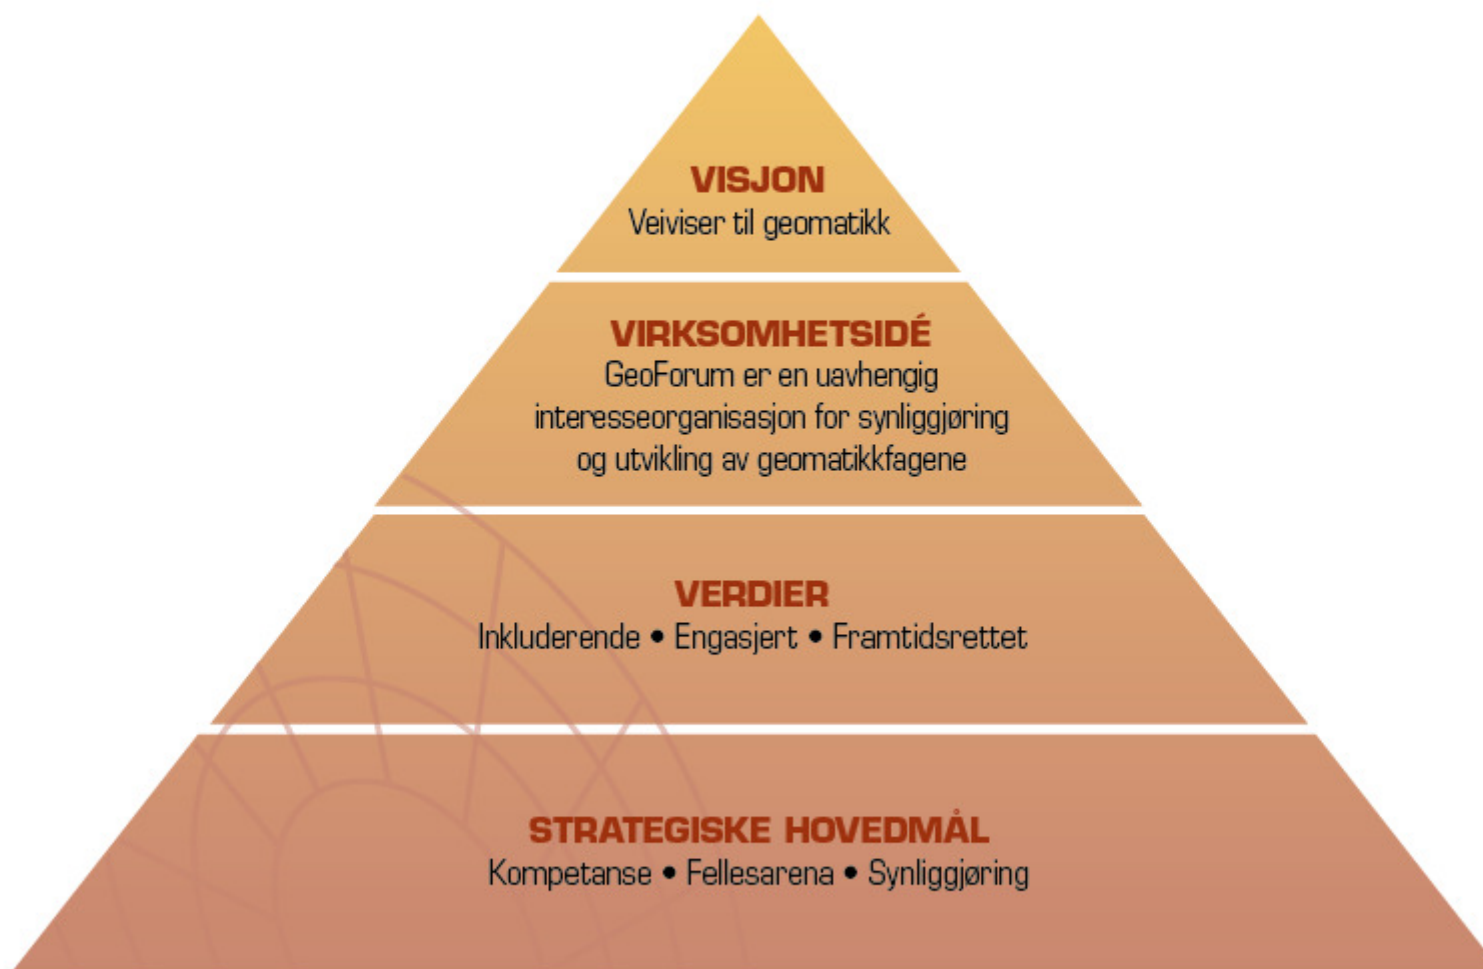 VISJON
Veiviser til geomatikk
VIRKSOMHETSIDÉ
GeoForum er en uavhengig
interesseorganisasjon for synliggjøring
og utvikling av geomatikkfagene
VERDIER
Inkluderende • Engasjert • Framtidsrettet
STRATEGISKE HOVEDMÅL
Kompetanse • Fellesarena • Synliggjøring